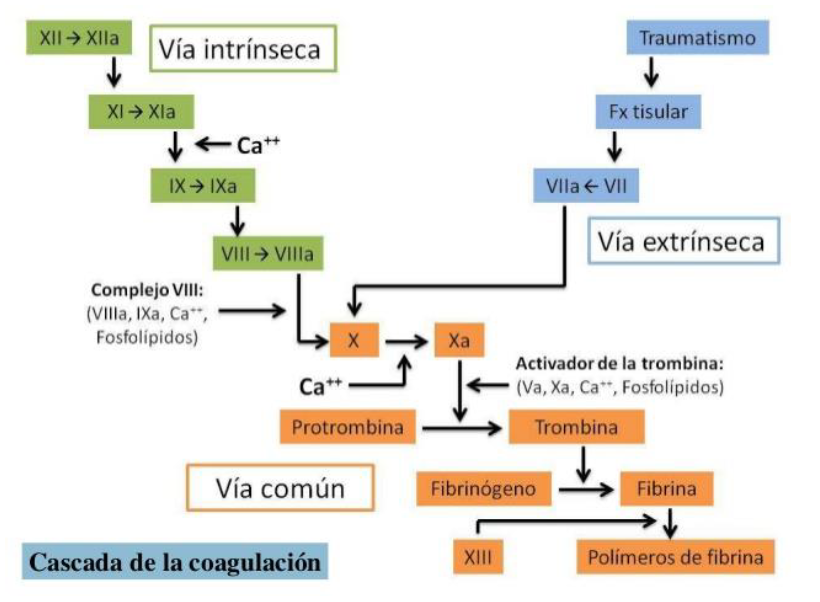 XII → XIIa
Vía intrínseca
XI → XIa
Ca⁺⁺
IX → IXa
VIII → VIIIa
Complejo VIII:
(VIIIa, IXa, Ca⁺⁺,
Fosfolípidos)
Traumatismo
Fx tisular
VIIa ← VII
Vía extrínseca
X
Xa
Ca⁺⁺
Activador de la trombina:
(Va, Xa, Ca⁺⁺, Fosfolípidos)
Protrombina
Trombina
Vía común
Fibrinógeno
Fibrina
XIII
Polímeros de fibrina
Cascada de la coagulación